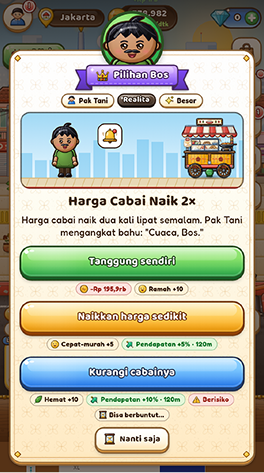 Jakarta
0
Pilihan Bos
Pak Tani
*Realita
Besar
Harga Cabai Naik 2×
Harga cabai naik dua kali lipat semalam. Pak Tani
mengangkat bahu: "Cuaca, Bos."
Tanggung sendiri
-Rp 195,9rb
Ramah +10
Naikkan harga sedikit
Cepat-murah +5
Pendapatan +5% · 120m
Kurangi cabainya
Hemat +10
Pendapatan +10% · 120m
Berisiko
Bisa berbuntut...
Nanti saja